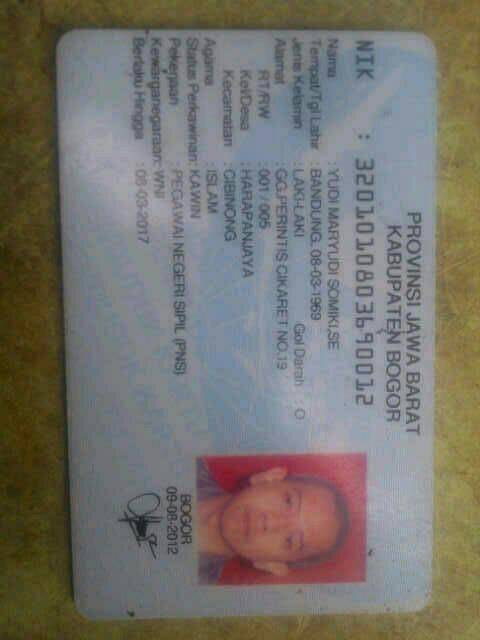 PROVINSI JAWA BARAT
KABUPATEN BOGOR
NIK : 3201010803690012
Nama : YUDI MARYUDI SOMIKI,SE
Tempat/Tgl Lahir : BANDUNG, 08-03-1969
Jenis Kelamin : LAKI-LAKI Gol Darah : O
Alamat : GG.PERINTIS CIKARET NO.19
RT/RW : 001 / 005
Kel/Desa : HARAPANJAYA
Kecamatan : CIBINONG
Agama : ISLAM
Status Perkawinan: KAWIN
Pekerjaan : PEGAWAI NEGERI SIPIL (PNS)
Kewarganegaraan: WNI
Berlaku Hingga : 08-03-2017
BOGOR
09-08-2012